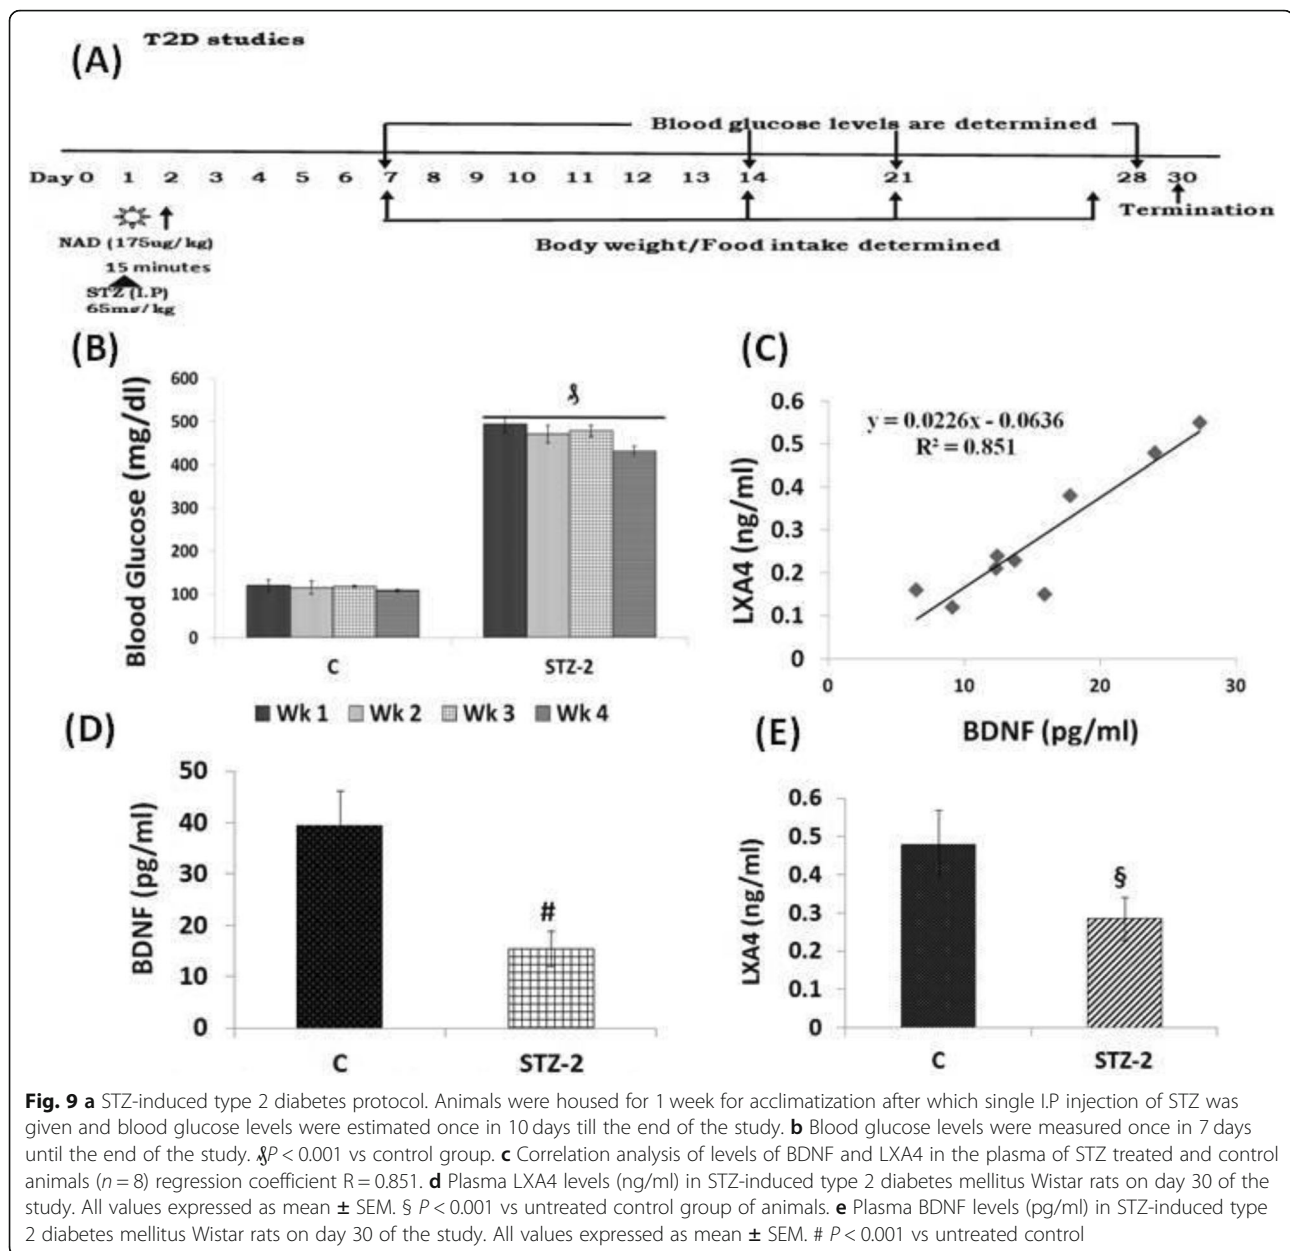 (A) T2D studies
Blood glucose levels are determined
Day 0 1 2 3 4 5 6 7 8 9 10 11 12 13 14 21 28 30
Termination
NAD (175ug/kg)
Body weight/Food intake determined
15 minutes
STZ (I.P)
65mg/kg
(B)
Blood Glucose (mg/dl)
600
500
400
300
200
100
0
§
C STZ-2
Wk 1 Wk 2 Wk 3 Wk 4
(C)
LXA4 (ng/ml)
0.6
0.5
0.4
0.3
0.2
0.1
0
y = 0.0226x - 0.0636
R² = 0.851
0 10 20 30
BDNF (pg/ml)
(D)
BDNF (pg/ml)
50
40
30
20
10
0
#
C STZ-2
(E)
LXA4 (ng/ml)
0.6
0.5
0.4
0.3
0.2
0.1
0
§
C STZ-2
Fig. 9 a STZ-induced type 2 diabetes protocol. Animals were housed for 1 week for acclimatization after which single I.P injection of STZ was
given and blood glucose levels were estimated once in 10 days till the end of the study. b Blood glucose levels were measured once in 7 days
until the end of the study. §P < 0.001 vs control group. c Correlation analysis of levels of BDNF and LXA4 in the plasma of STZ treated and control
animals (n = 8) regression coefficient R = 0.851. d Plasma LXA4 levels (ng/ml) in STZ-induced type 2 diabetes mellitus Wistar rats on day 30 of the
study. All values expressed as mean ± SEM. § P < 0.001 vs untreated control group of animals. e Plasma BDNF levels (pg/ml) in STZ-induced type
2 diabetes mellitus Wistar rats on day 30 of the study. All values expressed as mean ± SEM. # P < 0.001 vs untreated control